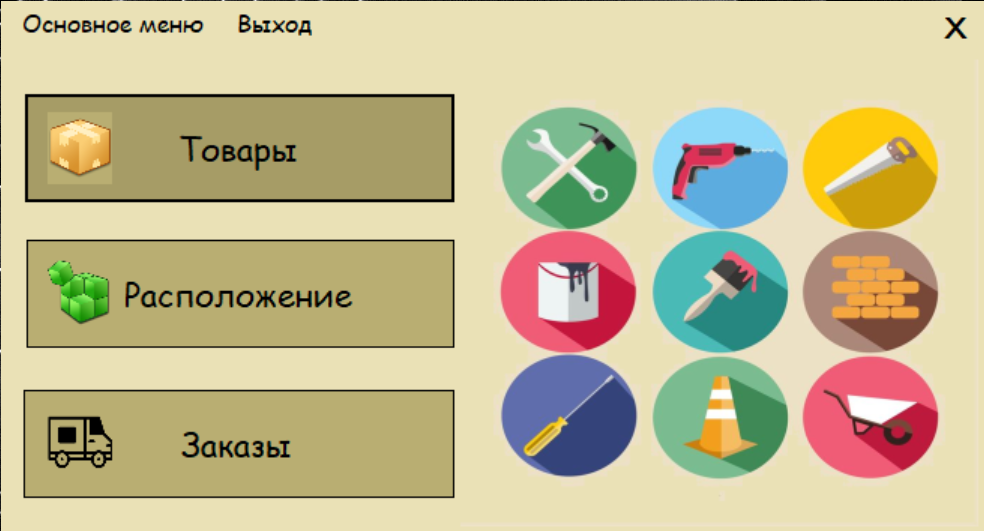 Основное меню Выход X
Товары
Расположение
Заказы